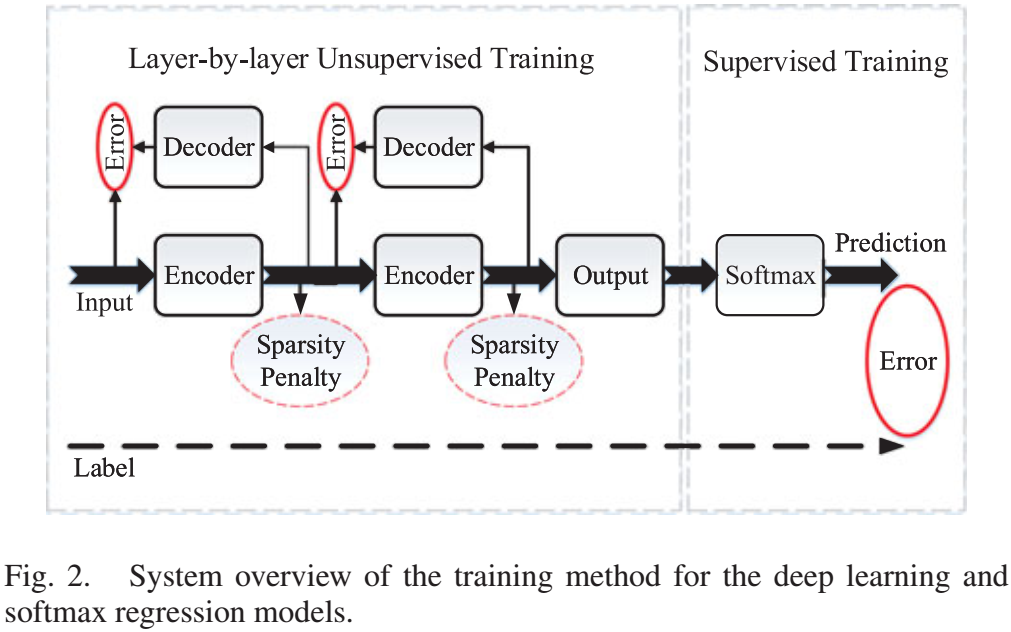 Layer-by-layer Unsupervised Training
Supervised Training
Error
Decoder
Error
Decoder
Input
Encoder
Encoder
Output
Softmax
Prediction
Sparsity
Penalty
Sparsity
Penalty
Error
Label
Fig. 2. System overview of the training method for the deep learning and
softmax regression models.